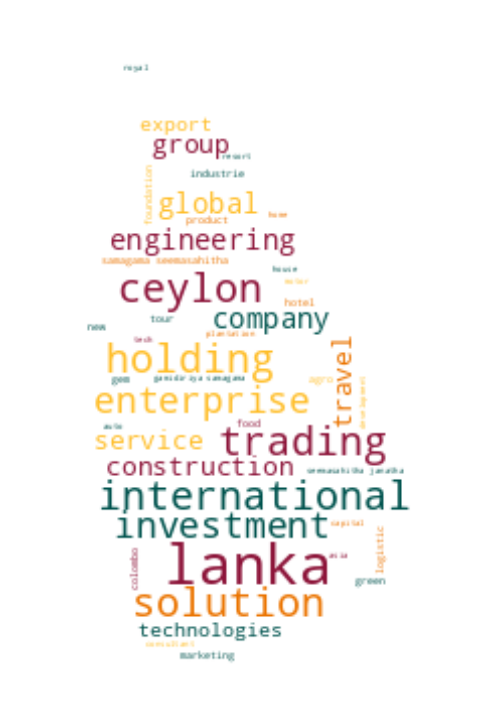 royal
export
group
resort
industrie
foundation
global
home
product
engineering
samagama seemasahitha
house
ceylon
motor
hotel
tour
company
new
plantation
tech
holding
travel
gem
gamidiriya samagama
agro
development
enterprise
food
auto
service
trading
construction
seemasahitha janatha
international
investment
capital
logistic
colombo
lanka
asia
green
solution
technologies
consultant
marketing